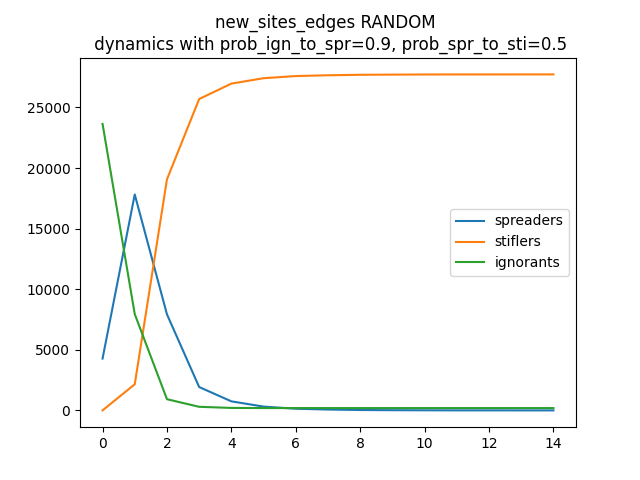 new_sites_edges RANDOM
dynamics with prob_ign_to_spr=0.9, prob_spr_to_sti=0.5
25000
20000
15000
10000
5000
0
spreaders
stiflers
ignorants
0 2 4 6 8 10 12 14